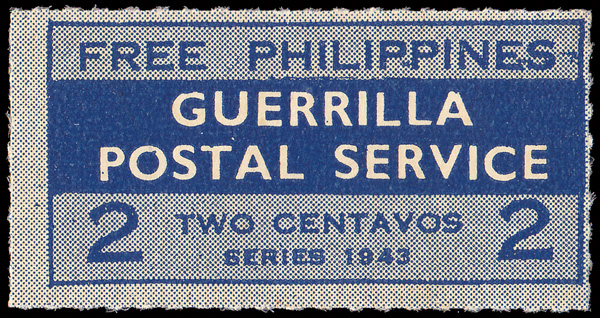 FREE PHILIPPINES
GUERRILLA
POSTAL SERVICE
2 TWO CENTAVOS 2
SERIES 1943